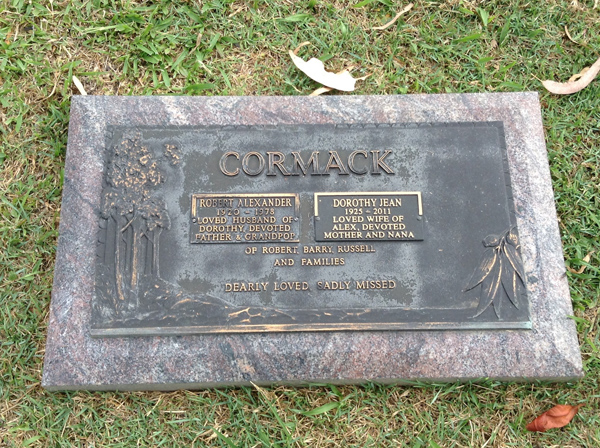 CORMACK
ROBERT ALEXANDER
1920 - 1978
LOVED HUSBAND OF
DOROTHY, DEVOTED
FATHER & GRANDPOP
DOROTHY JEAN
1925 - 2011
LOVED WIFE OF
ALEX, DEVOTED
MOTHER AND NANA
OF ROBERT, BARRY, RUSSELL
AND FAMILIES
DEARLY LOVED, SADLY MISSED